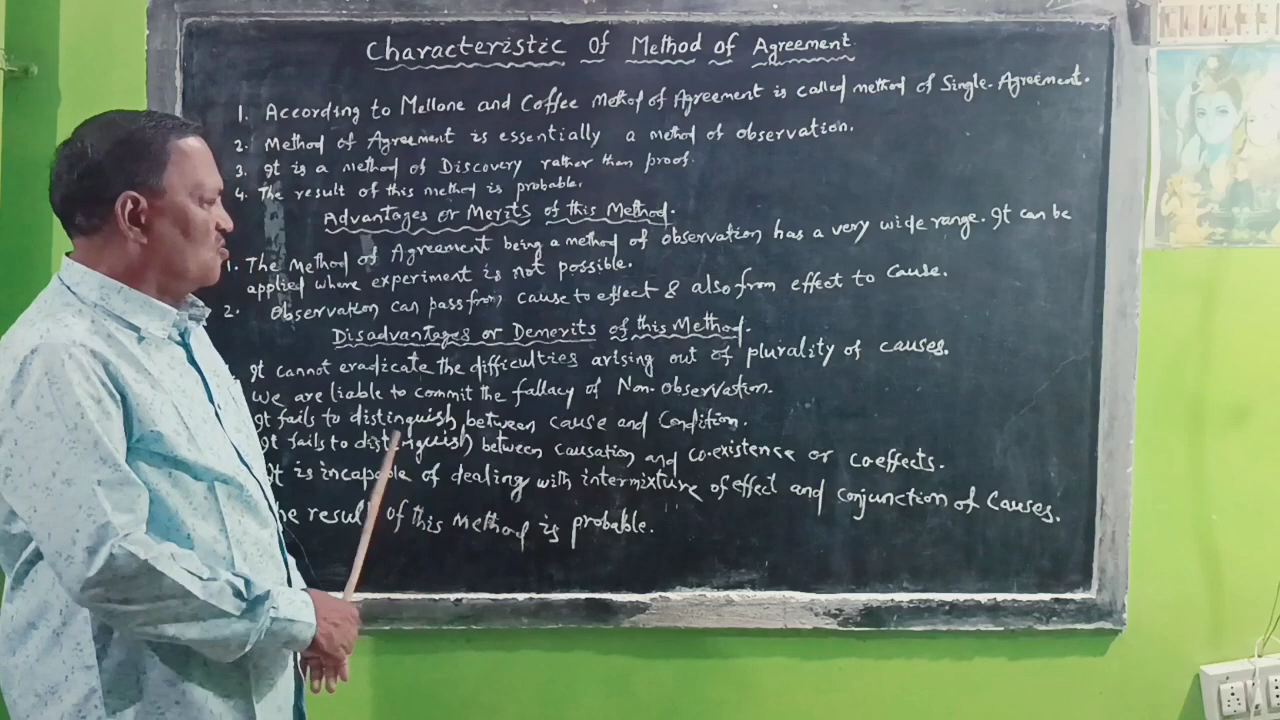 Characteristic of Method of Agreement
1. According to Mellone and Coffee Method of Agreement is called method of Single-Agreement.
2. Method of Agreement is essentially a method of observation.
3. It is a method of Discovery rather than proof.
4. The result of this method is probable.
Advantages or Merits of this Method.
1. The Method of Agreement being a method of observation has a very wide range. It can be
applied where experiment is not possible.
2. Observation can pass from cause to effect & also from effect to cause.
Disadvantages or Demerits of this Method.
It cannot eradicate the difficulties arising out of plurality of causes.
We are liable to commit the fallacy of Non-observation.
It fails to distinguish between cause and Condition.
It fails to distinguish between causation and co-existence or co-effects.
It is incapable of dealing with intermixture of effect and conjunction of Causes.
he result of this Method is probable.